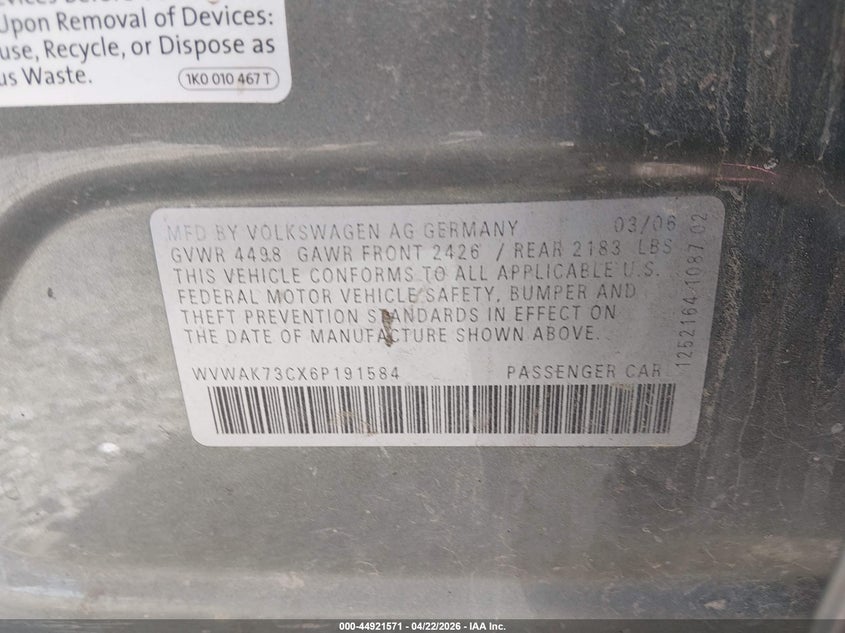 Upon Removal of Devices:
use, Recycle, or Dispose as
us Waste.
1K0 010 467 T
MFD BY VOLKSWAGEN AG GERMANY 03/06
GVWR 4498 GAWR FRONT 2426 / REAR 2183 LBS
THIS VEHICLE CONFORMS TO ALL APPLICABLE U.S.
FEDERAL MOTOR VEHICLE SAFETY, BUMPER AND
THEFT PREVENTION STANDARDS IN EFFECT ON
THE DATE OF MANUFACTURE SHOWN ABOVE.
WVWAK73CX6P191584 PASSENGER CAR
1252164-1087.02
000-44921571 - 04/22/2026 - IAA Inc.